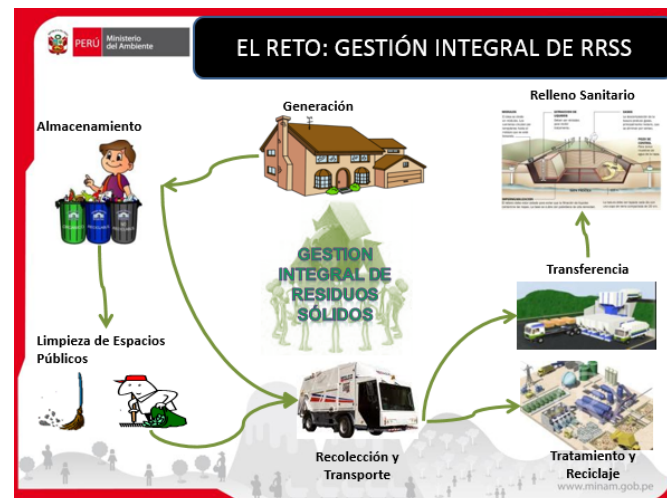 PERÚ
Ministerio
del Ambiente
EL RETO: GESTIÓN INTEGRAL DE RRSS
Generación
Relleno Sanitario
Almacenamiento
GESTION
INTEGRAL DE
RESIDUOS
SÓLIDOS
Transferencia
Limpieza de Espacios
Públicos
Recolección y
Transporte
Tratamiento y
Reciclaje
www.minam.gob.pe